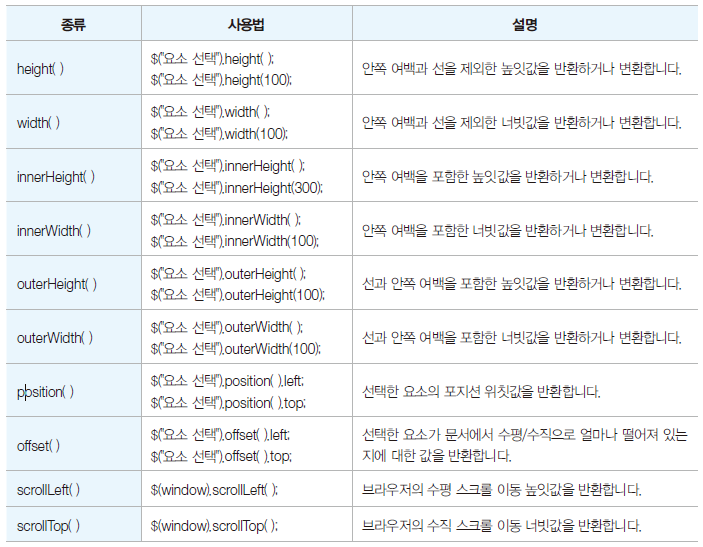 종류 사용법 설명
height( ) $("요소 선택").height( ); 안쪽 여백과 선을 제외한 높잇값을 반환하거나 변환합니다.
$("요소 선택").height(100);
width( ) $("요소 선택").width( ); 안쪽 여백과 선을 제외한 너빗값을 반환하거나 변환합니다.
$("요소 선택").width(100);
innerHeight( ) $("요소 선택").innerHeight( ); 안쪽 여백을 포함한 높잇값을 반환하거나 변환합니다.
$("요소 선택").innerHeight(300);
innerWidth( ) $("요소 선택").innerWidth( ); 안쪽 여백을 포함한 너빗값을 반환하거나 변환합니다.
$("요소 선택").innerWidth(100);
outerHeight( ) $("요소 선택").outerHeight( ); 선과 안쪽 여백을 포함한 높잇값을 반환하거나 변환합니다.
$("요소 선택").outerHeight(100);
outerWidth( ) $("요소 선택").outerWidth( ); 선과 안쪽 여백을 포함한 너빗값을 반환하거나 변환합니다.
$("요소 선택").outerWidth(100);
position( ) $("요소 선택").position( ).left; 선택한 요소의 포지션 위칫값을 반환합니다.
$("요소 선택").position( ).top;
offset( ) $("요소 선택").offset( ).left; 선택한 요소가 문서에서 수평/수직으로 얼마나 떨어져 있는
$("요소 선택").offset( ).top; 지에 대한 값을 반환합니다.
scrollLeft( ) $(window).scrollLeft( ); 브라우저의 수평 스크롤 이동 높잇값을 반환합니다.
scrollTop( ) $(window).scrollTop( ); 브라우저의 수직 스크롤 이동 너빗값을 반환합니다.